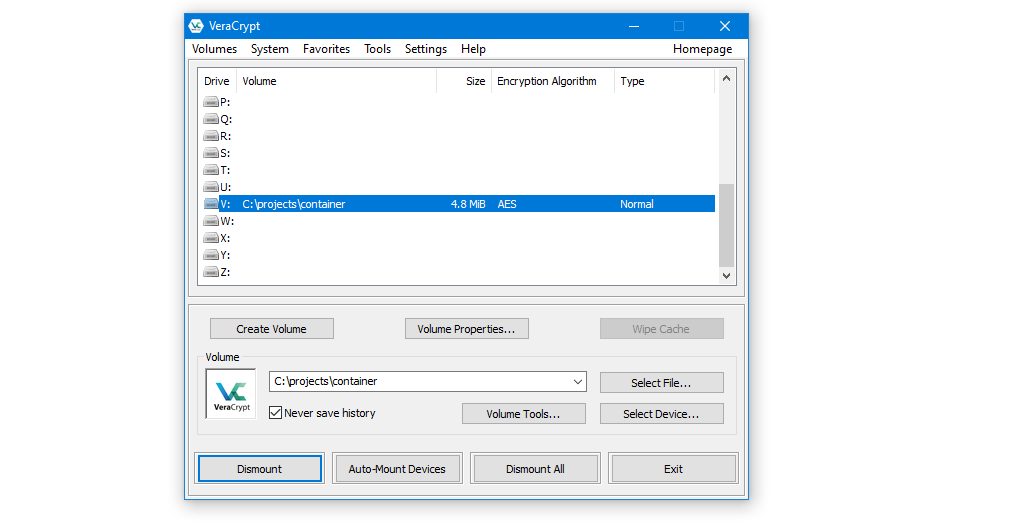 VeraCrypt
Volumes System Favorites Tools Settings Help Homepage
Drive Volume Size Encryption Algorithm Type
P:
Q:
R:
S:
T:
U:
V: C:\projects\container 4.8 MiB AES Normal
W:
X:
Y:
Z:
Create Volume Volume Properties... Wipe Cache
Volume
C:\projects\container Select File...
VeraCrypt
Never save history Volume Tools... Select Device...
Dismount Auto-Mount Devices Dismount All Exit